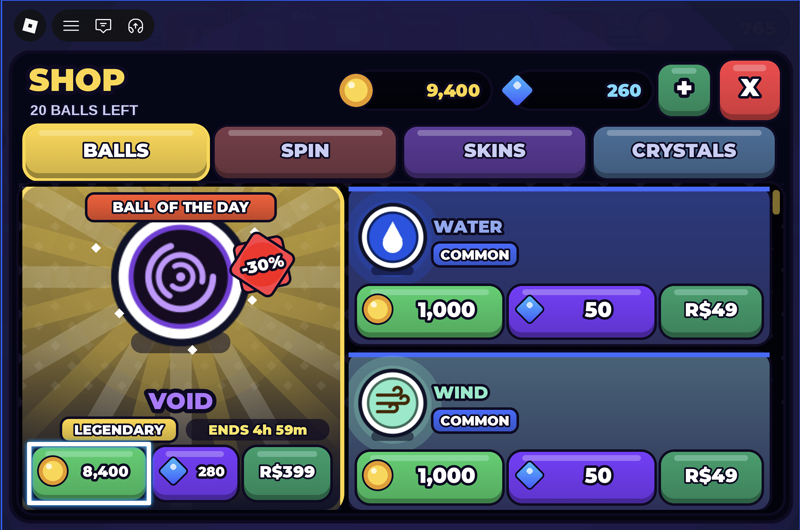 SHOP
20 BALLS LEFT
9,400
260
+
X
BALLS
SPIN
SKINS
CRYSTALS
BALL OF THE DAY
-30%
VOID
LEGENDARY
ENDS 4h 59m
8,400
280
R$399
WATER
COMMON
1,000
50
R$49
WIND
COMMON
1,000
50
R$49